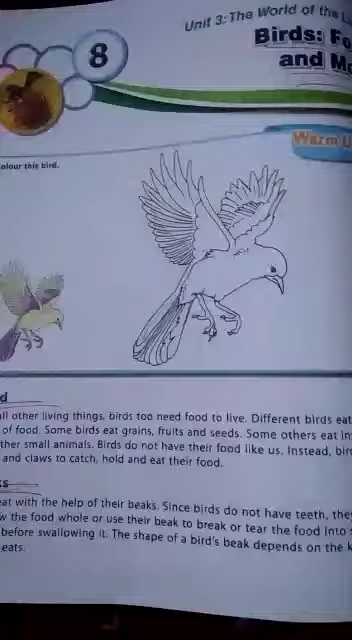 Unit 3: The World of the
8
Birds: Fo
and Mo
Warm U
olour this bird.
d
all other living things, birds too need food to live. Different birds eat
of food. Some birds eat grains, fruits and seeds. Some others eat in
ther small animals. Birds do not have their food like us. Instead, bir
and claws to catch, hold and eat their food.
ks
eat with the help of their beaks. Since birds do not have teeth, they
w the food whole or use their beak to break or tear the food into s
before swallowing it. The shape of a bird's beak depends on the k
eats.